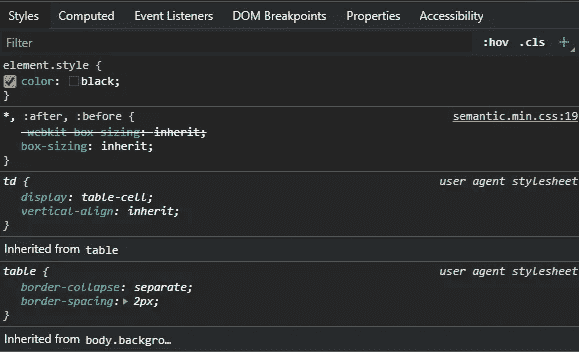 Styles Computed Event Listeners DOM Breakpoints Properties Accessibility
Filter :hov .cls +
element.style {
color: black;
}
*, :after, :before { semantic.min.css:19
-webkit-box-sizing: inherit;
box-sizing: inherit;
}
td { user agent stylesheet
display: table-cell;
vertical-align: inherit;
}
Inherited from table
table { user agent stylesheet
border-collapse: separate;
border-spacing: 2px;
}
Inherited from body.backgro…